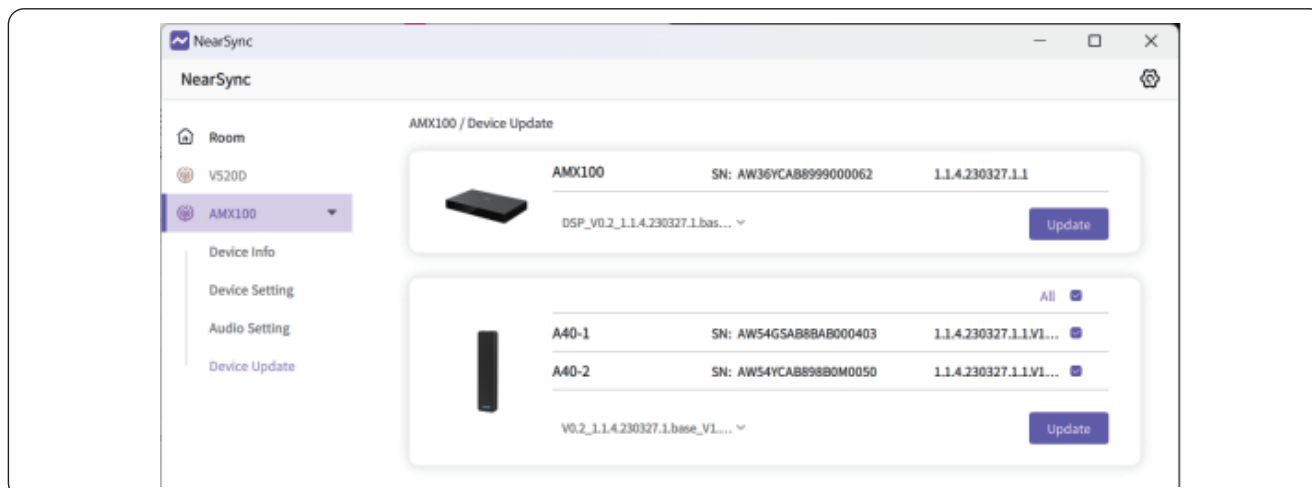 NearSync
NearSync
Room
V520D
AMX100
Device Info
Device Setting
Audio Setting
Device Update
AMX100 / Device Update
AMX100 SN: AW36YCAB8999000062 1.1.4.230327.1.1
DSP_V0.2_1.1.4.230327.1.bas... Update
All
A40-1 SN: AW54GSAB8BAB000403 1.1.4.230327.1.1.V1...
A40-2 SN: AW54YCAB898B0M0050 1.1.4.230327.1.1.V1...
V0.2_1.1.4.230327.1.base_V1.... Update